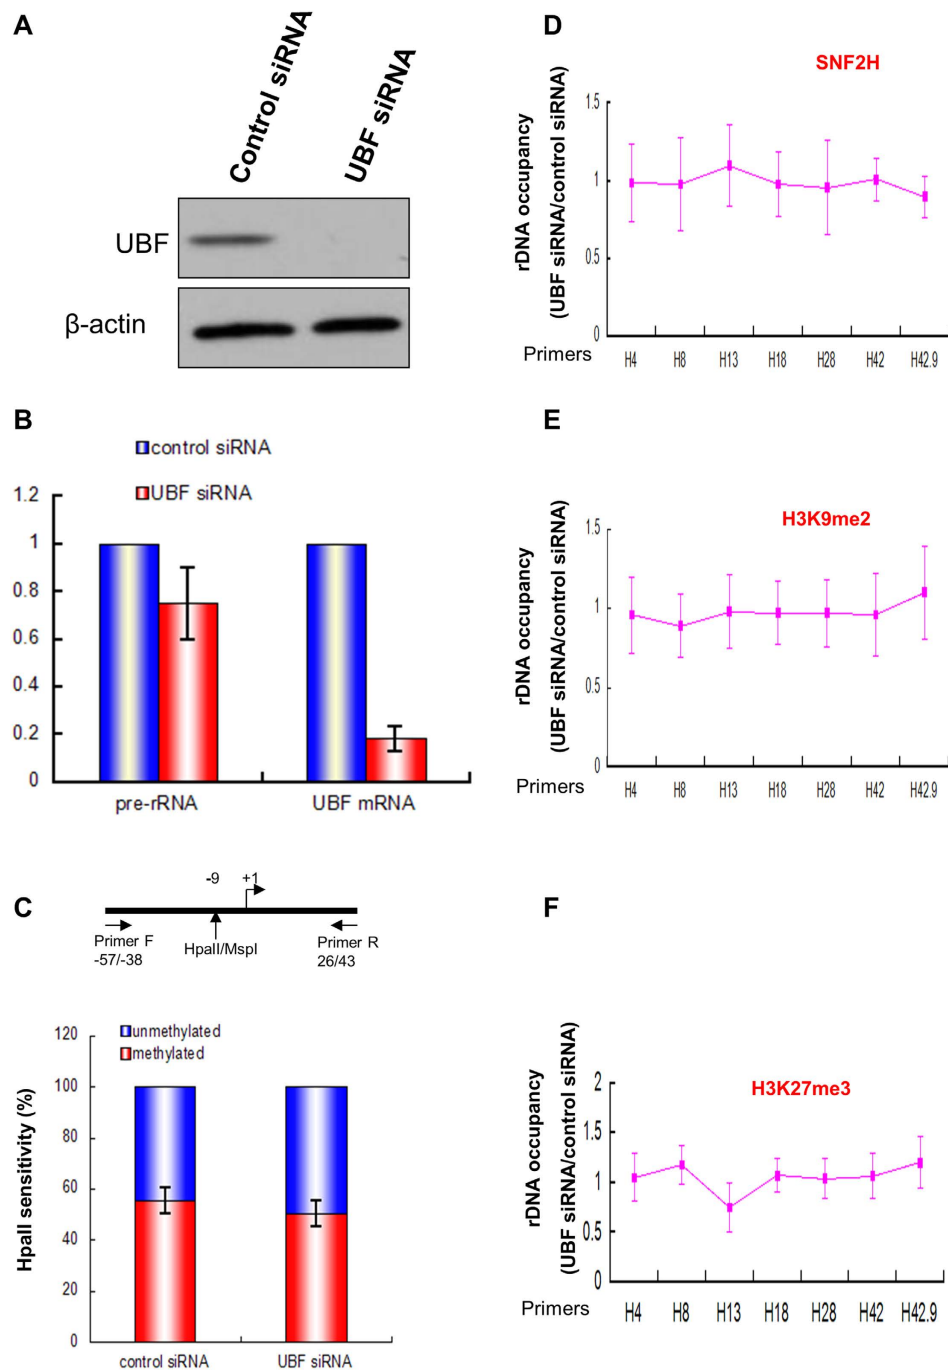 A
Control siRNA
UBF siRNA
UBF
β-actin
B
control siRNA
UBF siRNA
1.2
1
0.8
0.6
0.4
0.2
0
pre-rRNA
UBF mRNA
C
-9
+1
Primer F
-57/-38
HpaII/MspI
Primer R
26/43
unmethylated
methylated
HpaII sensitivity (%)
120
100
80
60
40
20
0
control siRNA
UBF siRNA
D
SNF2H
rDNA occupancy
(UBF siRNA/control siRNA)
1.5
1
0.5
0
Primers
H4 H8 H13 H18 H28 H42 H42.9
E
H3K9me2
rDNA occupancy
(UBF siRNA/control siRNA)
1.5
1
0.5
0
Primers
H4 H8 H13 H18 H28 H42 H42.9
F
H3K27me3
rDNA occupancy
(UBF siRNA/control siRNA)
2
1.5
1
0.5
0
Primers
H4 H8 H13 H18 H28 H42 H42.9